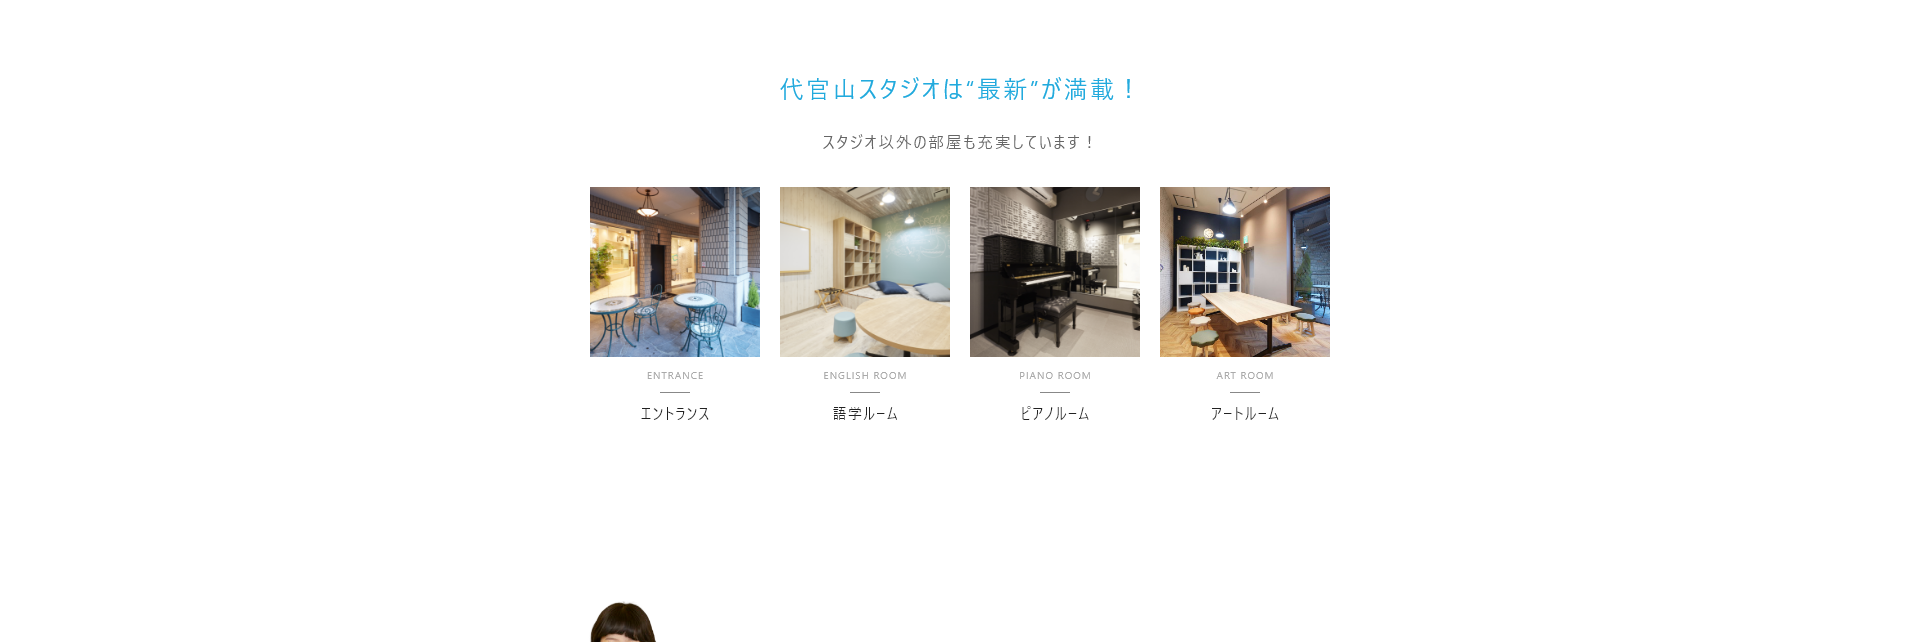 代官山スタジオは“最新”が満載！
スタジオ以外の部屋も充実しています！
ENTRANCE
エントランス
ENGLISH ROOM
語学ルーム
PIANO ROOM
ピアノルーム
ART ROOM
アートルーム